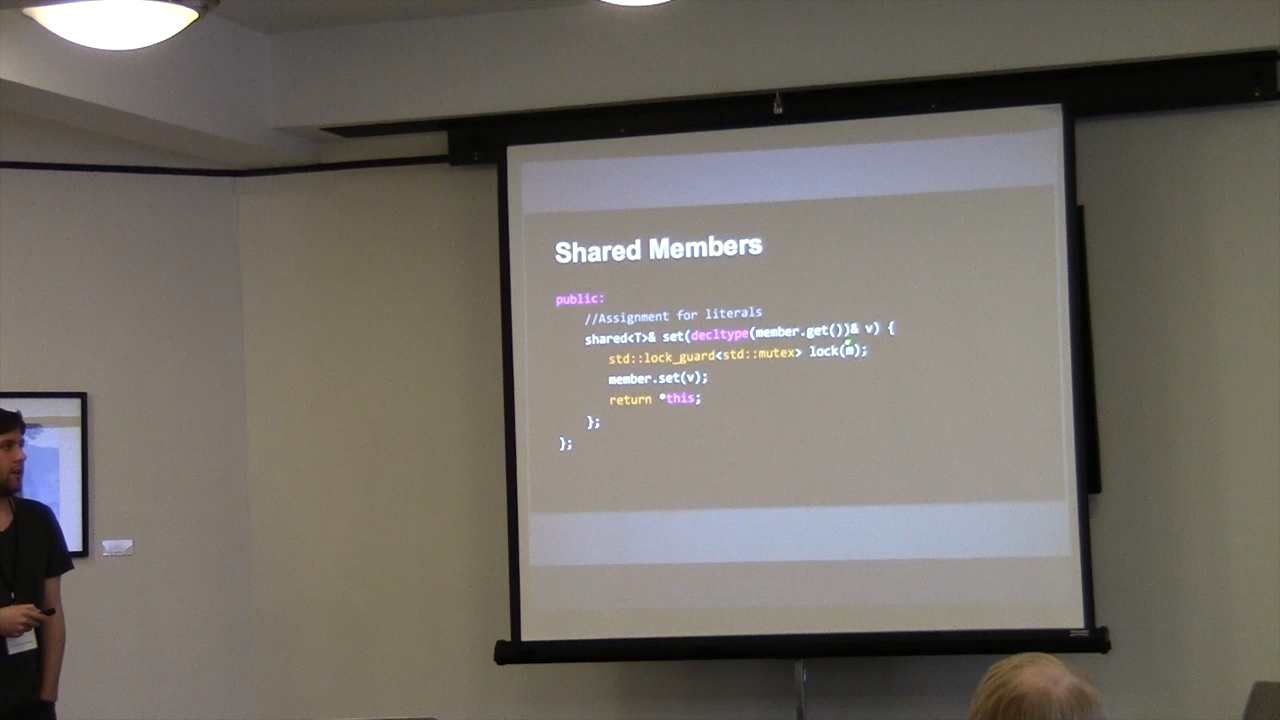 Shared Members
public:
//Assignment for literals
shared<T>& set(decltype(member.get())& v) {
std::lock_guard<std::mutex> lock(m);
member.set(v);
return *this;
};
};